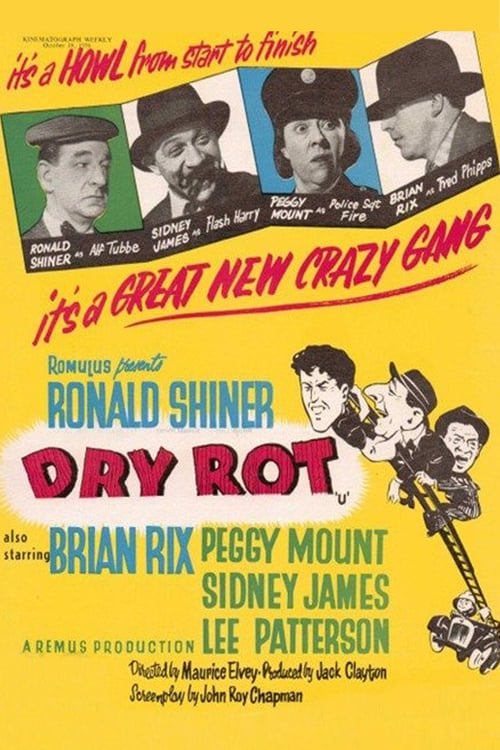 KINEMATOGRAPH WEEKLY
October 18, 1956
it's a HOWL from start to finish
RONALD SHINER as Alf Tubbe
SIDNEY JAMES as Flash Harry
PEGGY MOUNT as Police Sgt Fire
BRIAN RIX as Fred Phipps
it's a GREAT NEW CRAZY GANG
ROMULUS presents
RONALD SHINER
DRY ROT
'U'
also starring
BRIAN RIX
PEGGY MOUNT
SIDNEY JAMES
LEE PATTERSON
A REMUS PRODUCTION
Directed by Maurice Elvey - Produced by Jack Clayton
Screenplay by John Roy Chapman